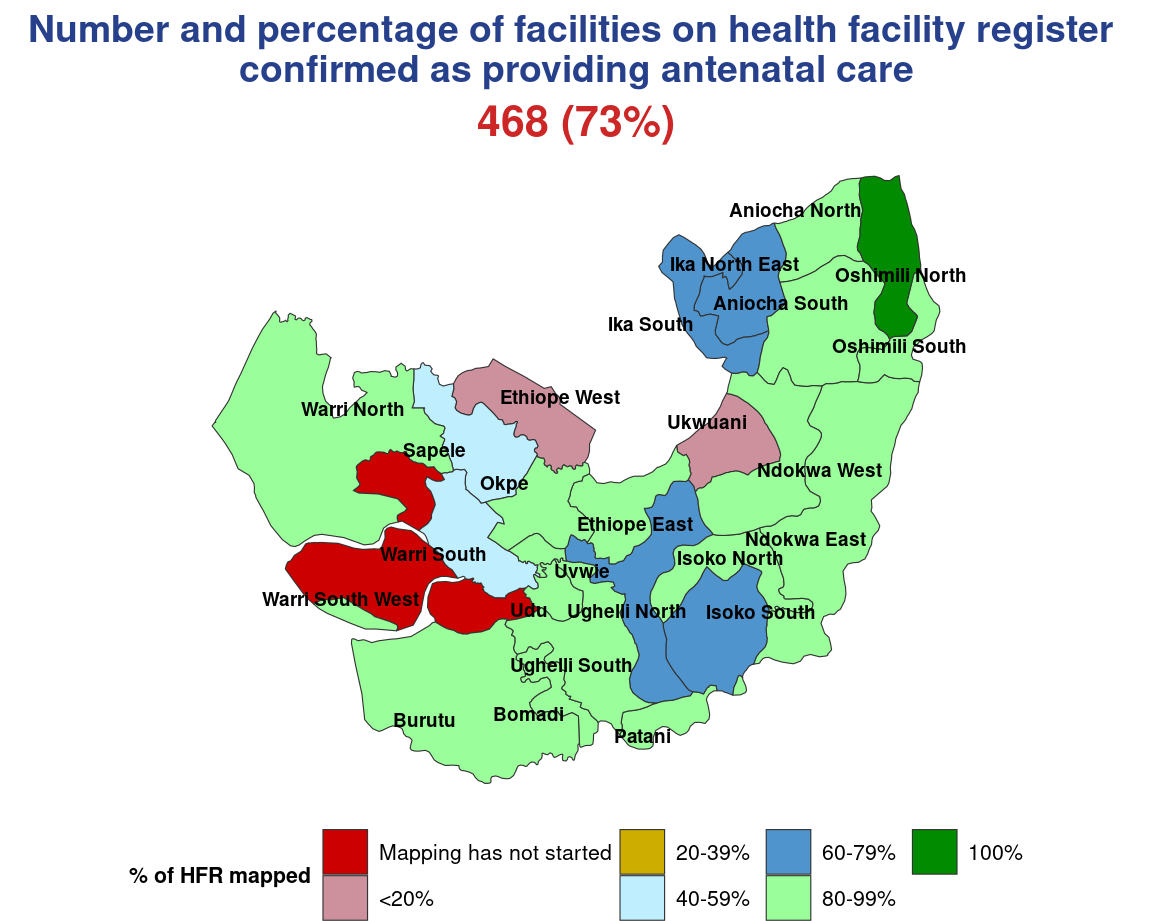 Number and percentage of facilities on health facility register
confirmed as providing antenatal care
468 (73%)
Aniocha North
Ika North East
Oshimili North
Aniocha South
Ika South
Oshimili South
Ethiope West
Warri North
Ukwuani
Sapele
Ndokwa West
Okpe
Ethiope East
Ndokwa East
Warri South
Isoko North
Uvwie
Warri South West
Udu
Ughelli North
Isoko South
Ughelli South
Bomadi
Burutu
Patani
% of HFR mapped
Mapping has not started
<20%
20-39%
40-59%
60-79%
80-99%
100%